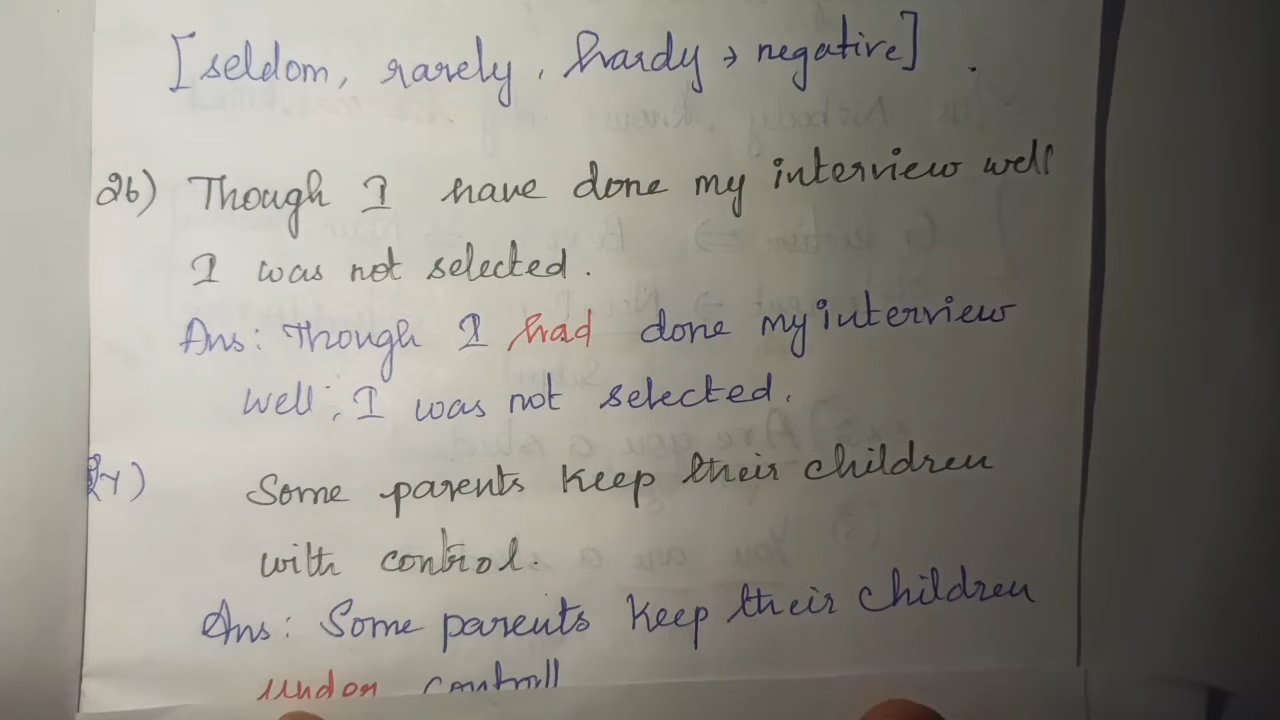 [seldom, rarely, hardy → negative].
26) Though I have done my interview well
I was not selected.
Ans: Though I had done my interview
well, I was not selected.
27) Some parents keep their children
with control.
Ans: Some parents keep their children
under